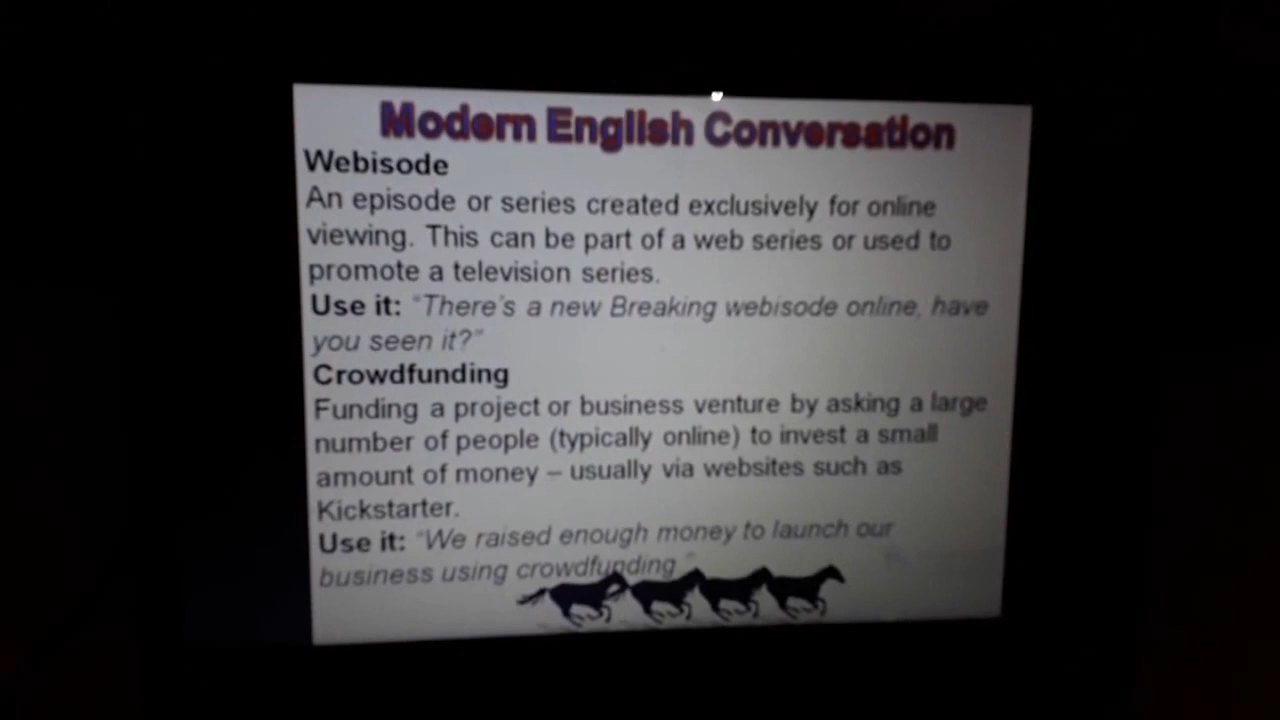 Modern English Conversation
Webisode
An episode or series created exclusively for online
viewing. This can be part of a web series or used to
promote a television series.
Use it: "There's a new Breaking webisode online, have
you seen it?"
Crowdfunding
Funding a project or business venture by asking a large
number of people (typically online) to invest a small
amount of money – usually via websites such as
Kickstarter.
Use it: "We raised enough money to launch our
business using crowdfunding."